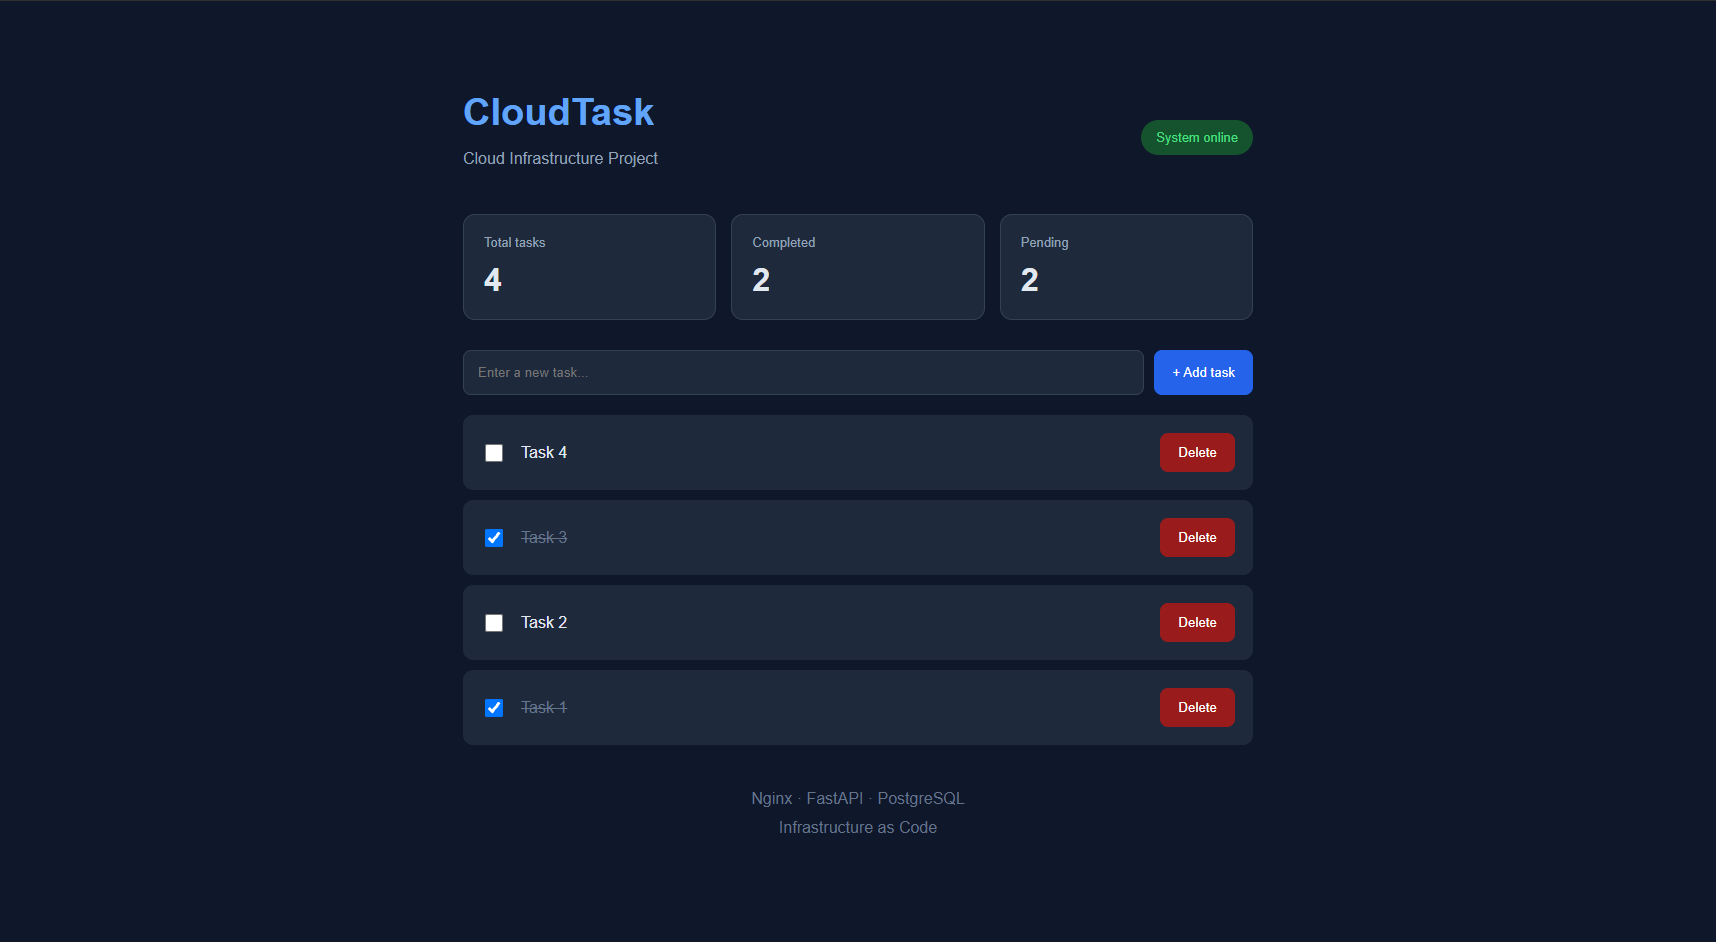 CloudTask
Cloud Infrastructure Project
System online
Total tasks
4
Completed
2
Pending
2
Enter a new task...
+ Add task
Task 4
Delete
Task 3
Delete
Task 2
Delete
Task 1
Delete
Nginx · FastAPI · PostgreSQL
Infrastructure as Code